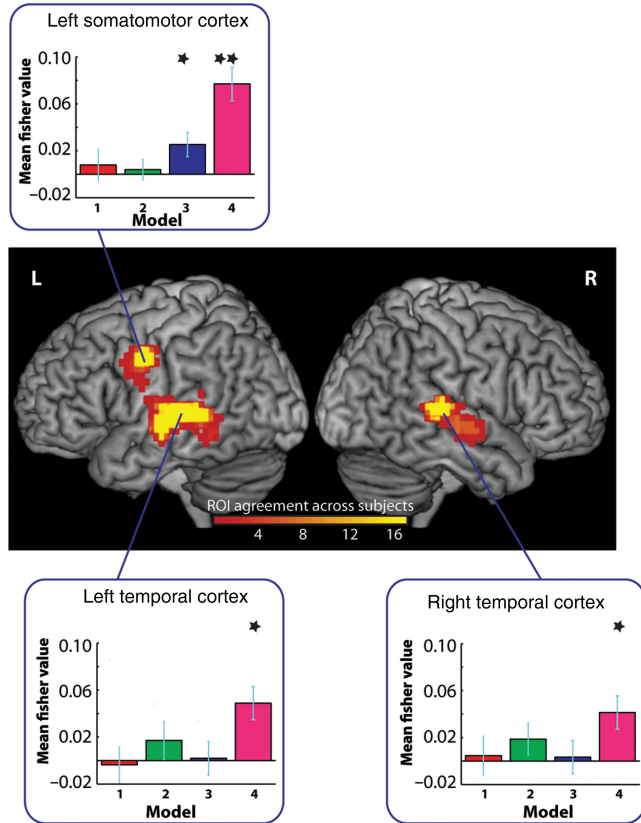 Left somatomotor cortex
★ ★★
Mean fisher value
0.10
0.06
0.02
–0.02
1 2 3 4
Model
L R
ROI agreement across subjects
4 8 12 16
Left temporal cortex
★
Mean fisher value
0.10
0.06
0.02
–0.02
1 2 3 4
Model
Right temporal cortex
★
Mean fisher value
0.10
0.06
0.02
–0.02
1 2 3 4
Model